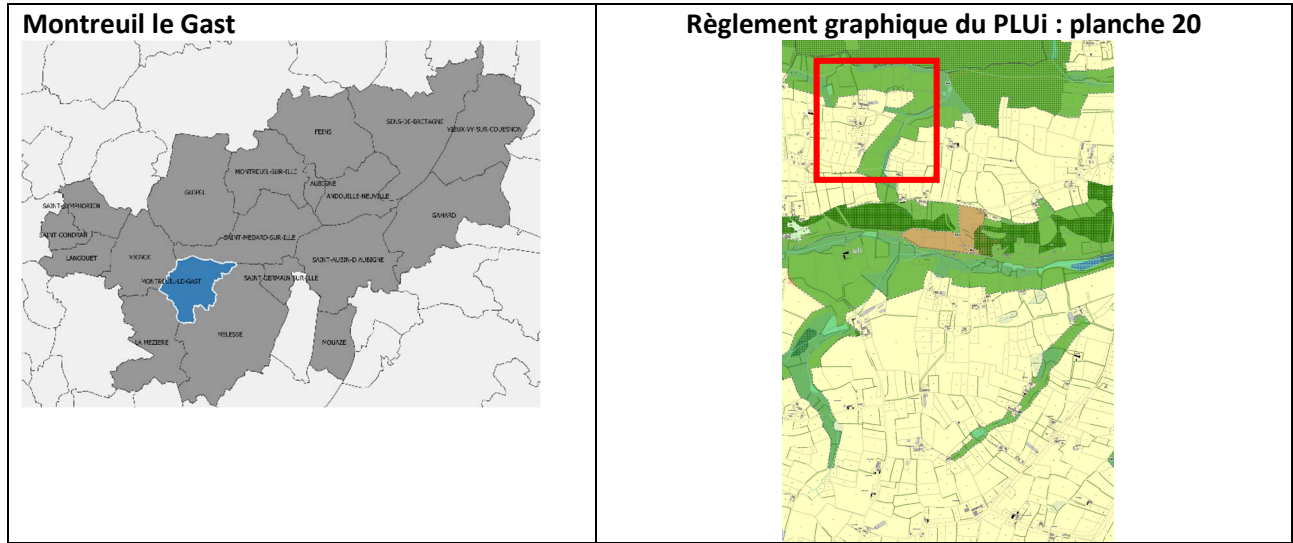 Montreuil le Gast
Règlement graphique du PLUi : planche 20
SENS-DE-BRETAGNE
FEINS
VIEUX-VY-SUR-COUESNON
MONTREUIL-SUR-ILLE
AUBIGNE
GUIPEL
ANDOUILLE-NEUVILLE
SAINT-SYMPHORIEN
GAHARD
SAINT-GONDRAN
SAINT-MEDARD-SUR-ILLE
LANGOUET
VIGNOC
SAINT-AUBIN-D AUBIGNE
MONTREUIL-LE-GAST
SAINT-GERMAIN-SUR-ILLE
MELESSE
LA MEZIERE
MOUAZE